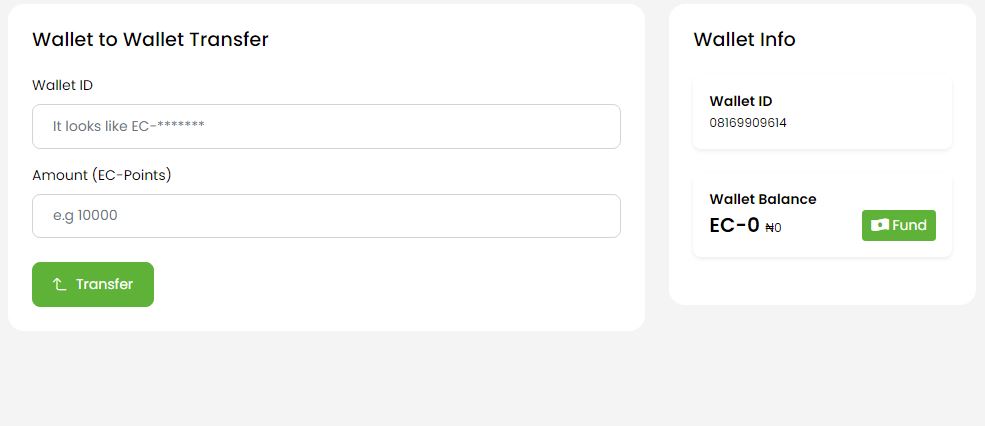 Wallet to Wallet Transfer
Wallet ID
It looks like EC-*******
Amount (EC-Points)
e.g 10000
Transfer
Wallet Info
Wallet ID
08169909614
Wallet Balance
EC-0 ₦0
Fund